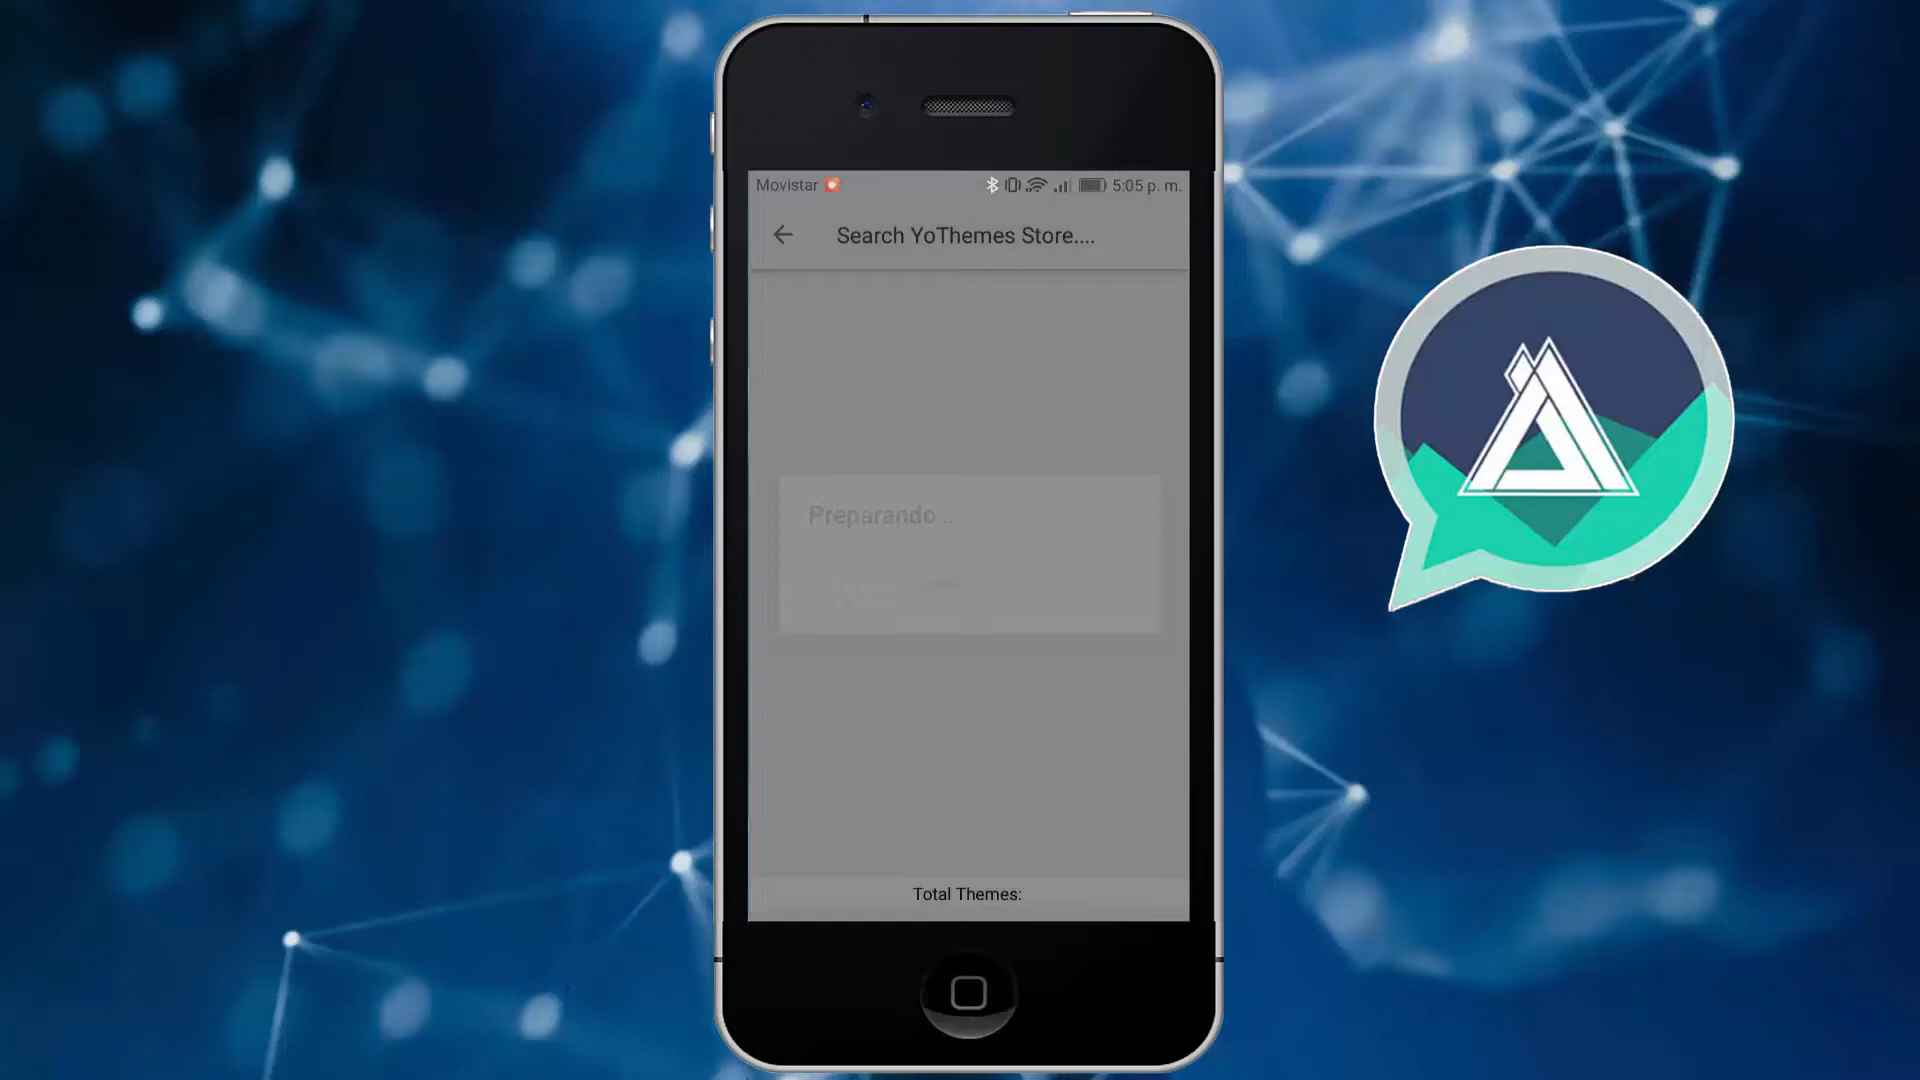 Movistar 5:05 p. m.
Search YoThemes Store....
Preparando...
Total Themes: